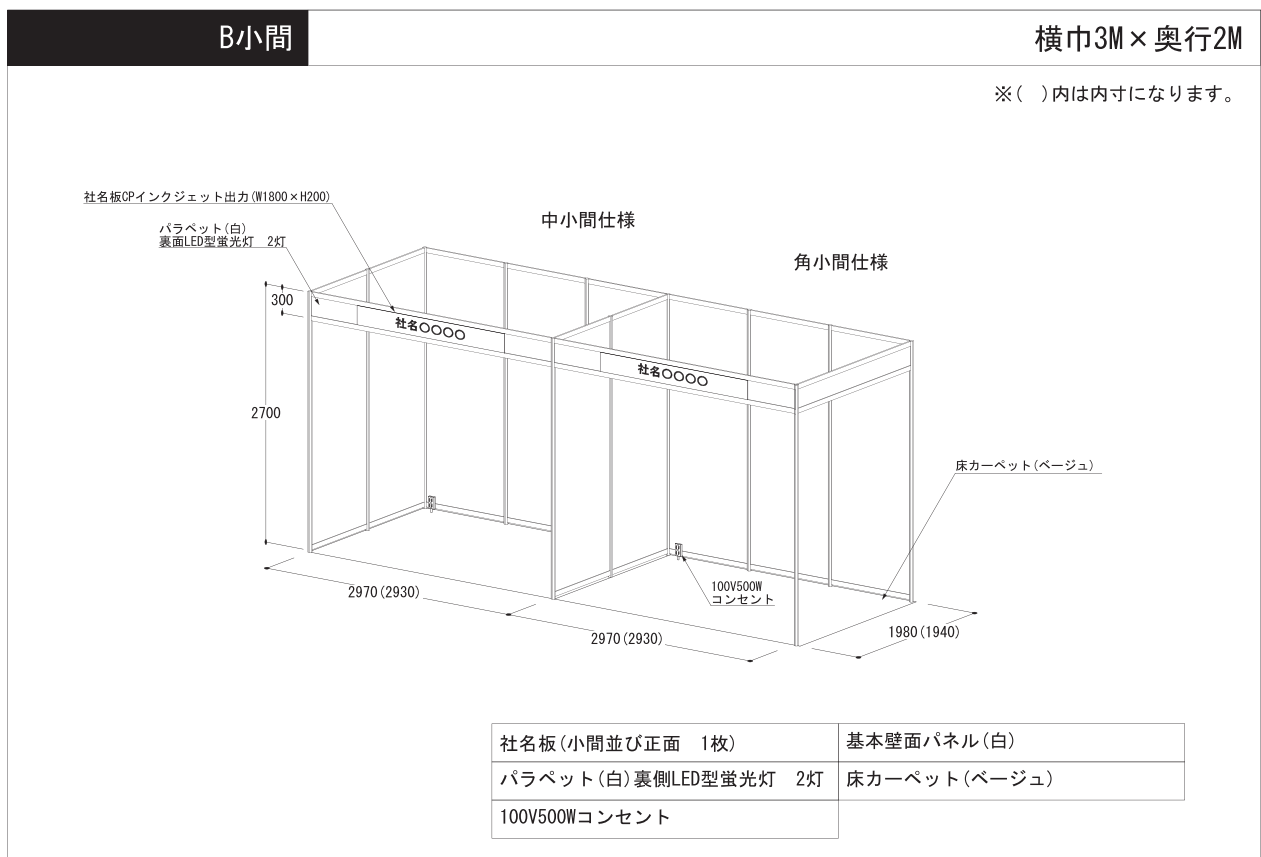 B小間
横巾3M×奥行2M
※(　)内は内寸になります。
社名板CPインクジェット出力(W1800×H200)
パラペット(白)
裏面LED型蛍光灯　2灯
中小間仕様
角小間仕様
300
社名○○○○
社名○○○○
2700
床カーペット(ベージュ)
100V500W
コンセント
2970(2930)
2970(2930)
1980(1940)
社名板(小間並び正面　1枚)
基本壁面パネル(白)
パラペット(白)裏側LED型蛍光灯　2灯
床カーペット(ベージュ)
100V500Wコンセント